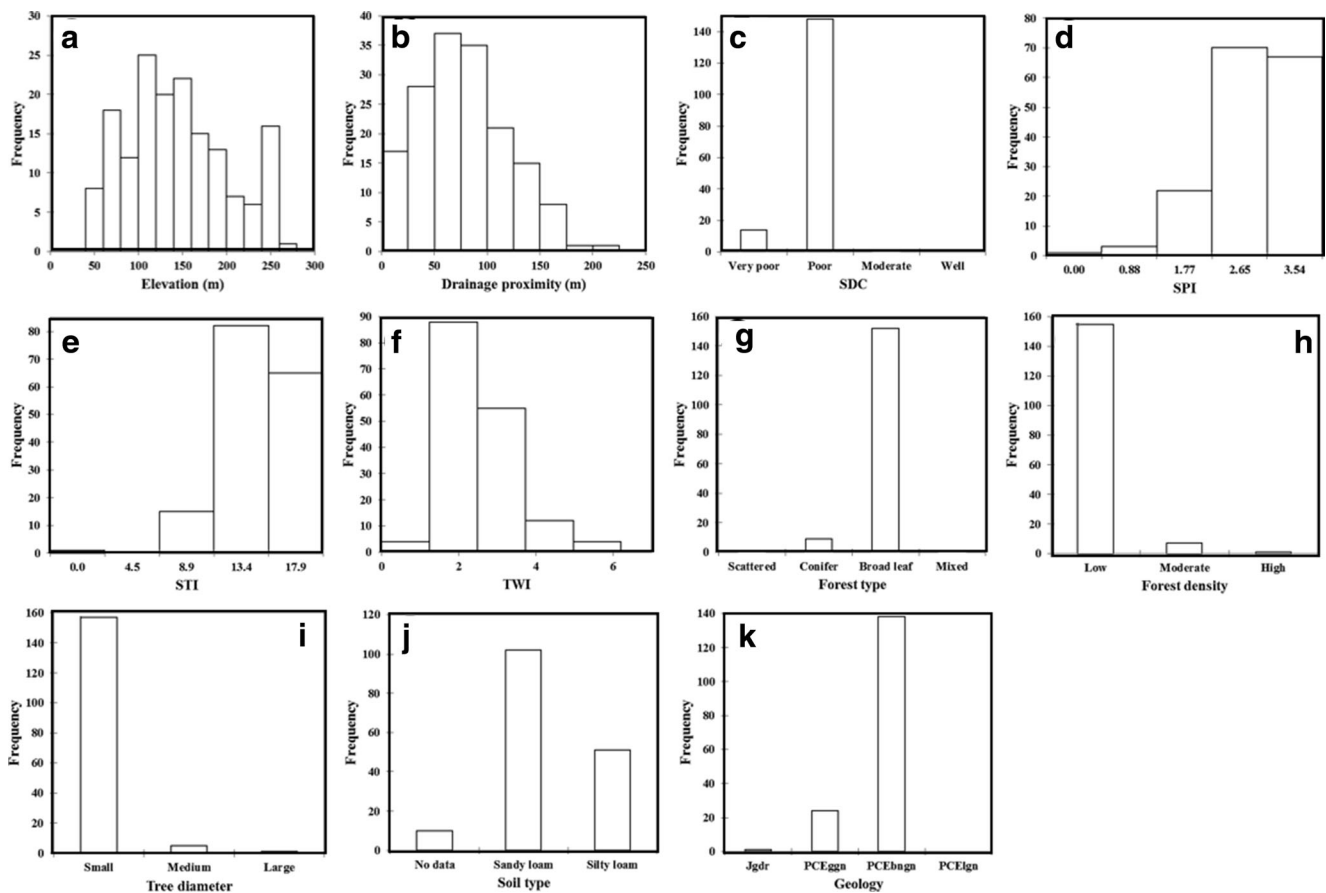 a
Frequency
30
25
20
15
10
5
0
0 50 100 150 200 250 300
Elevation (m)
b
Frequency
40
35
30
25
20
15
10
5
0
0 50 100 150 200 250
Drainage proximity (m)
c
Frequency
140
120
100
80
60
40
20
0
Very poor Poor Moderate Well
SDC
d
Frequency
80
70
60
50
40
30
20
10
0
0.00 0.88 1.77 2.65 3.54
SPI
e
Frequency
80
70
60
50
40
30
20
10
0
0.0 4.5 8.9 13.4 17.9
STI
f
Frequency
90
80
70
60
50
40
30
20
10
0
0 2 4 6
TWI
g
Frequency
160
140
120
100
80
60
40
20
0
Scattered Conifer Broad leaf Mixed
Forest type
h
Frequency
160
140
120
100
80
60
40
20
0
Low Moderate High
Forest density
i
Frequency
160
140
120
100
80
60
40
20
0
Small Medium Large
Tree diameter
j
Frequency
120
100
80
60
40
20
0
No data Sandy loam Silty loam
Soil type
k
Frequency
140
120
100
80
60
40
20
0
Jgdr PCEggn PCEbngn PCElgn
Geology